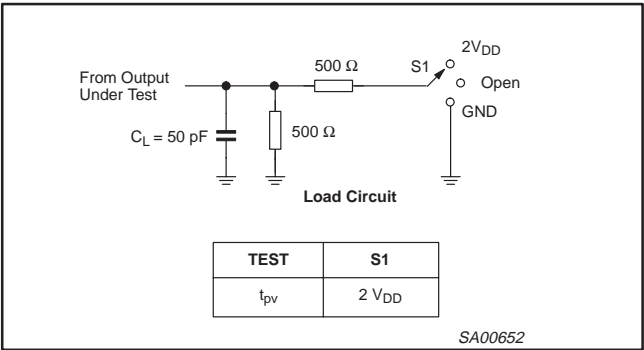 2VDD
500 Ω
S1
Open
From Output
Under Test
GND
CL = 50 pF
500 Ω
Load Circuit
TEST S1
tpv 2 VDD
SA00652